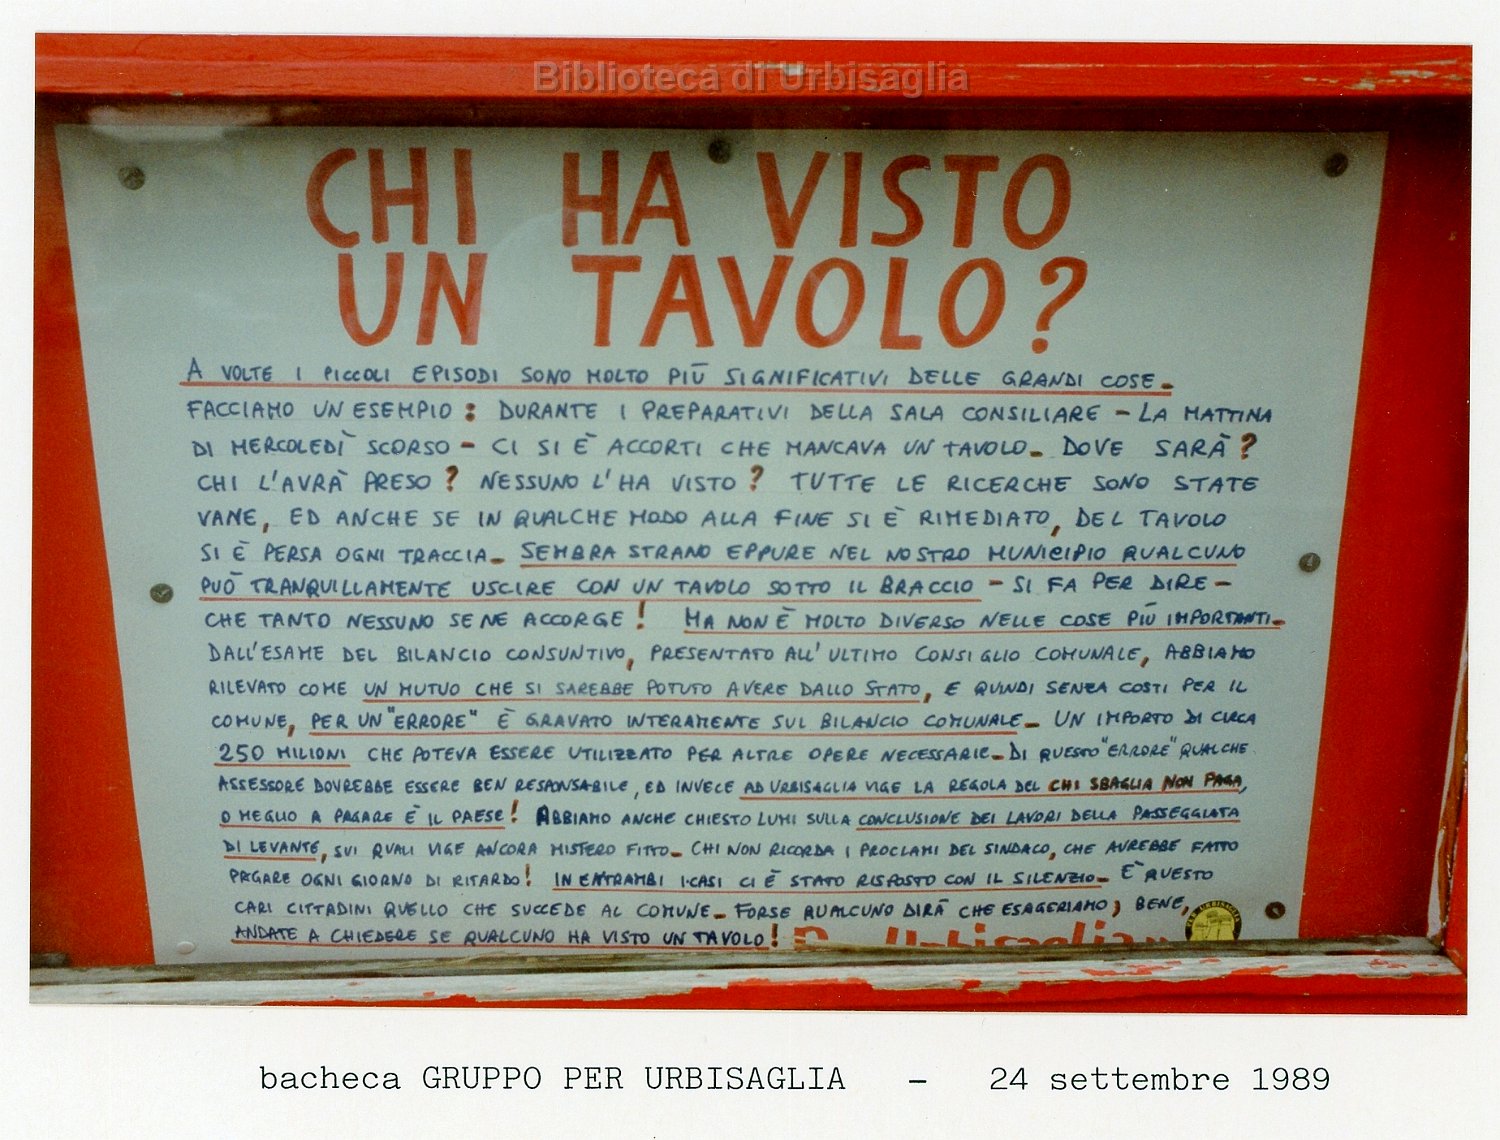 Biblioteca di Urbisaglia
CHI HA VISTO
UN TAVOLO?
A VOLTE I PICCOLI EPISODI SONO MOLTO PIÙ SIGNIFICATIVI DELLE GRANDI COSE.
FACCIAMO UN ESEMPIO: DURANTE I PREPARATIVI DELLA SALA CONSILIARE - LA MATTINA
DI MERCOLEDÌ SCORSO - CI SI È ACCORTI CHE MANCAVA UN TAVOLO. DOVE SARÀ?
CHI L'AVRÀ PRESO? NESSUNO L'HA VISTO? TUTTE LE RICERCHE SONO STATE
VANE, ED ANCHE SE IN QUALCHE MODO ALLA FINE SI È RIMEDIATO, DEL TAVOLO
SI È PERSA OGNI TRACCIA. SEMBRA STRANO EPPURE NEL NOSTRO MUNICIPIO QUALCUNO
PUÒ TRANQUILLAMENTE USCIRE CON UN TAVOLO SOTTO IL BRACCIO - SI FA PER DIRE -
CHE TANTO NESSUNO SE NE ACCORGE! MA NON È MOLTO DIVERSO NELLE COSE PIÙ IMPORTANTI.
DALL'ESAME DEL BILANCIO CONSUNTIVO, PRESENTATO ALL'ULTIMO CONSIGLIO COMUNALE, ABBIAMO
RILEVATO COME UN MUTUO CHE SI SAREBBE POTUTO AVERE DALLO STATO, E QUINDI SENZA COSTI PER IL
COMUNE, PER UN "ERRORE" È GRAVATO INTERAMENTE SUL BILANCIO COMUNALE. UN IMPORTO DI CIRCA
250 MILIONI CHE POTEVA ESSERE UTILIZZATO PER ALTRE OPERE NECESSARIE. DI QUESTO "ERRORE" QUALCHE
ASSESSORE DOVREBBE ESSERE BEN RESPONSABILE, ED INVECE AD URBISAGLIA VIGE LA REGOLA DEL CHI SBAGLIA NON PAGA,
O MEGLIO A PAGARE È IL PAESE! ABBIAMO ANCHE CHIESTO LUMI SULLA CONCLUSIONE DEI LAVORI DELLA PASSEGGIATA
DI LEVANTE, SUI QUALI VIGE ANCORA MISTERO FITTO. CHI NON RICORDA I PROCLAMI DEL SINDACO, CHE AVREBBE FATTO
PAGARE OGNI GIORNO DI RITARDO! IN ENTRAMBI I CASI CI È STATO RISPOSTO CON IL SILENZIO. È QUESTO
CARI CITTADINI QUELLO CHE SUCCEDE AL COMUNE. FORSE QUALCUNO DIRÀ CHE ESAGERIAMO; BENE,
ANDATE A CHIEDERE SE QUALCUNO HA VISTO UN TAVOLO!
PER URBISAGLIA
bacheca GRUPPO PER URBISAGLIA - 24 settembre 1989